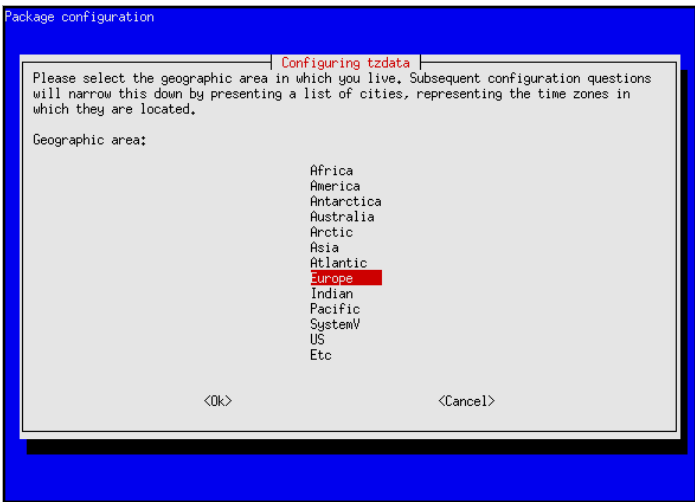 Package configuration
Configuring tzdata
Please select the geographic area in which you live. Subsequent configuration questions
will narrow this down by presenting a list of cities, representing the time zones in
which they are located.
Geographic area:
Africa
America
Antarctica
Australia
Arctic
Asia
Atlantic
Europe
Indian
Pacific
SystemV
US
Etc
<Ok> <Cancel>